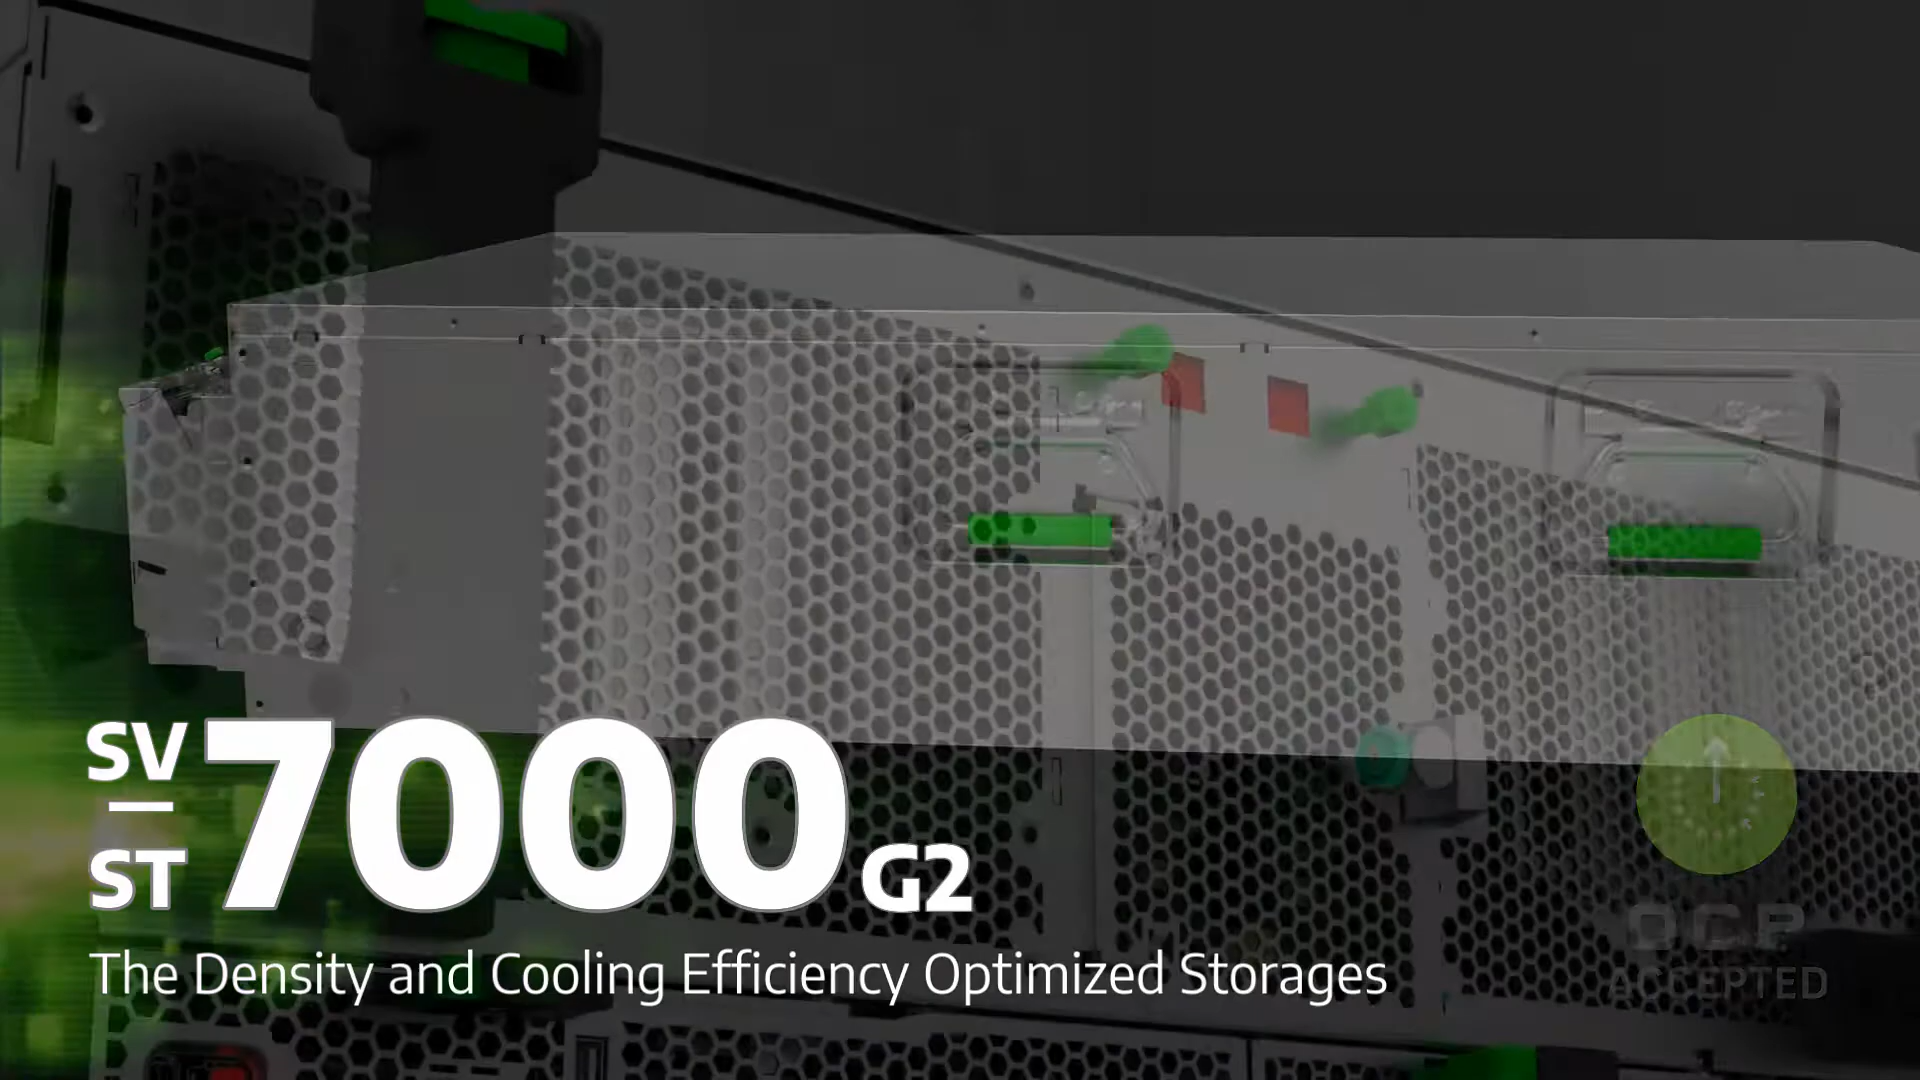 SV
ST
7000 G2
The Density and Cooling Efficiency Optimized Storages
OCP
ACCEPTED